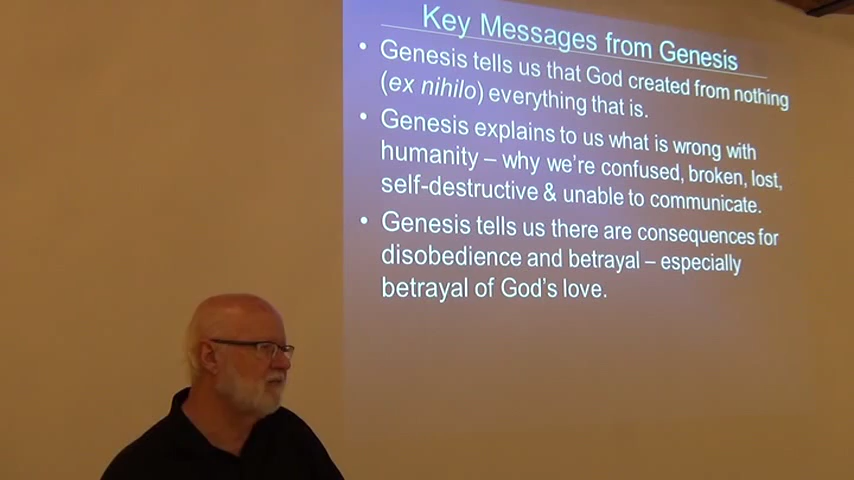 Key Messages from Genesis
• Genesis tells us that God created from nothing
(ex nihilo) everything that is.
• Genesis explains to us what is wrong with
humanity – why we're confused, broken, lost,
self-destructive & unable to communicate.
• Genesis tells us there are consequences for
disobedience and betrayal – especially
betrayal of God's love.